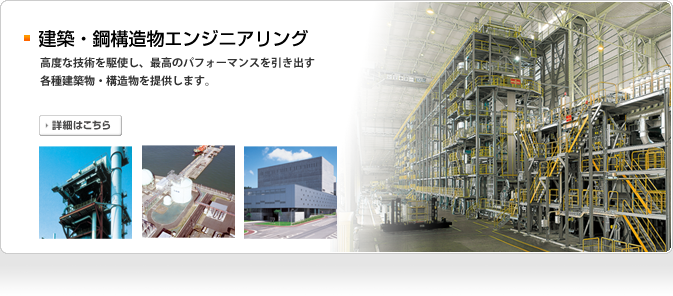 建築・鋼構造物エンジニアリング
高度な技術を駆使し、最高のパフォーマンスを引き出す
各種建築物・構造物を提供します。
詳細はこちら